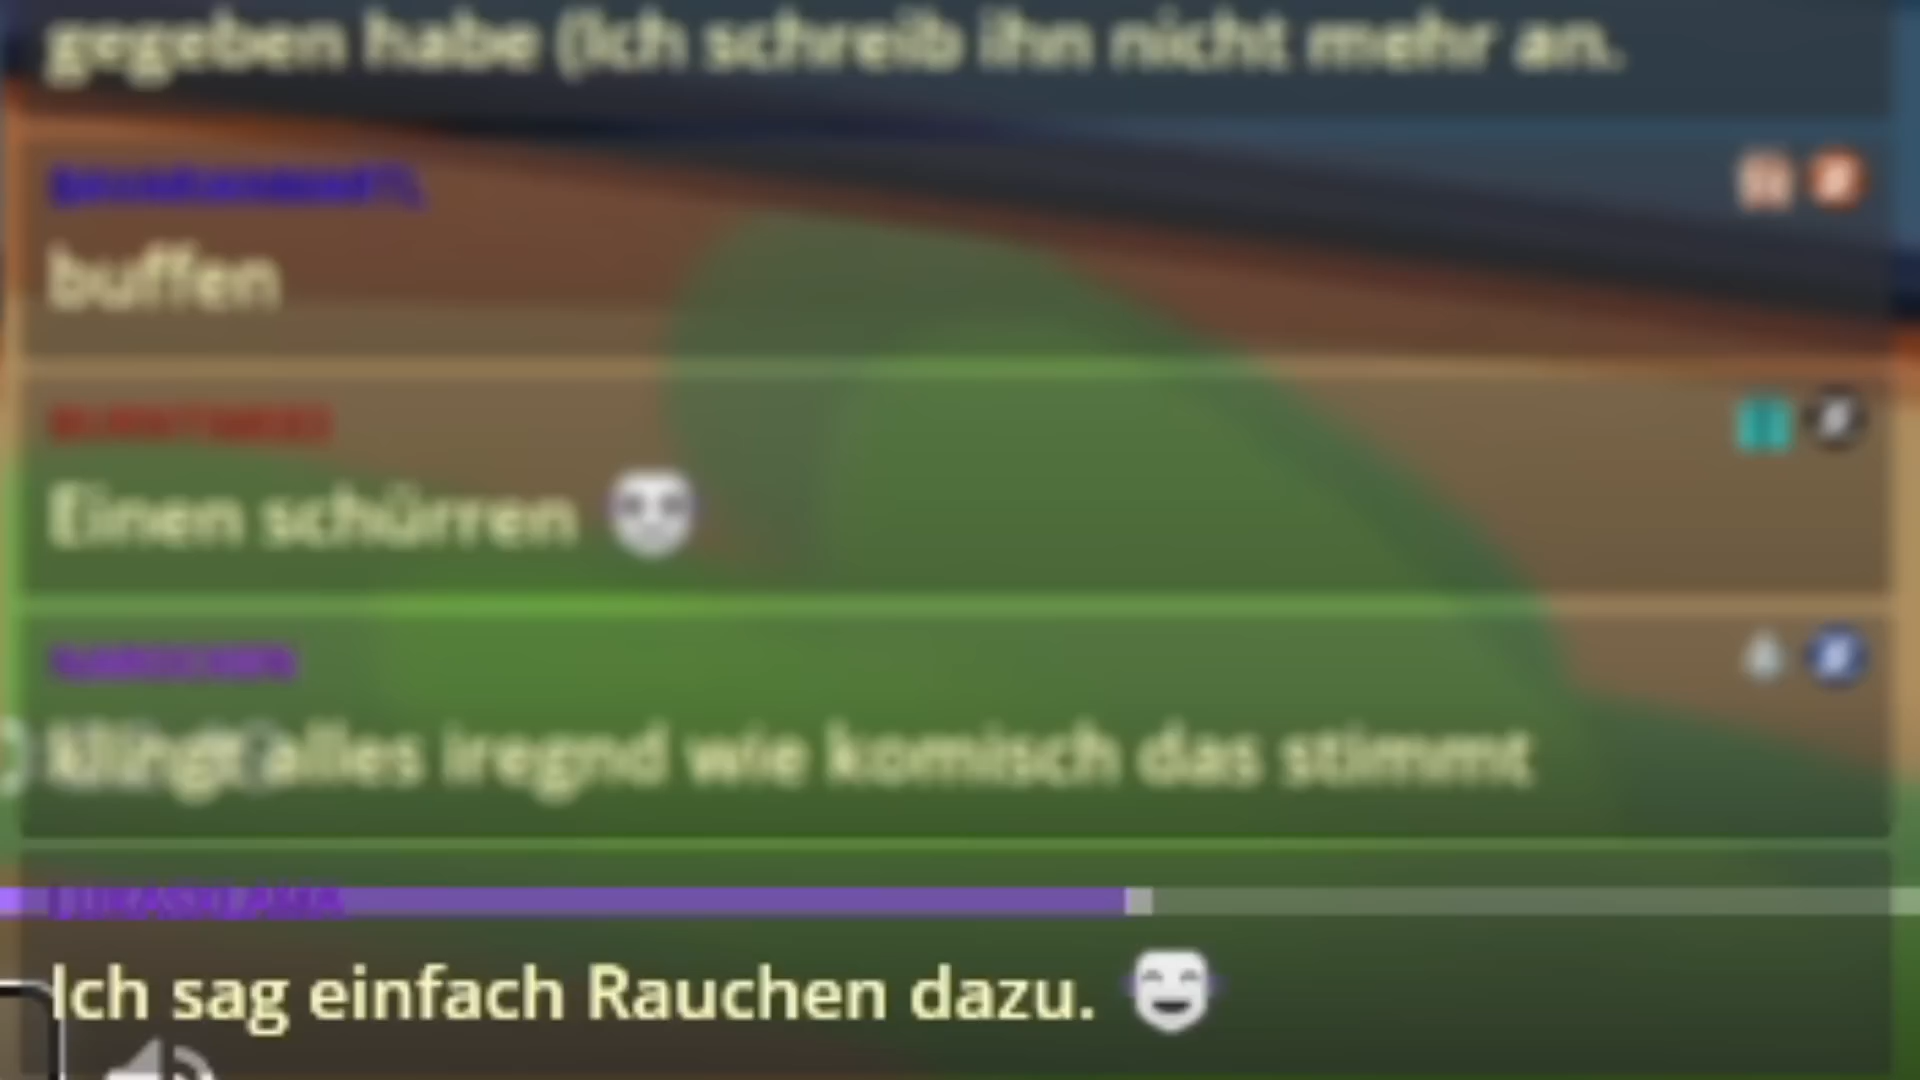 gegeben habe (Ich schreib ihn nicht mehr an.
buffen
Einen schürren
klingt alles iregnd wie komisch das stimmt
Ich sag einfach Rauchen dazu.